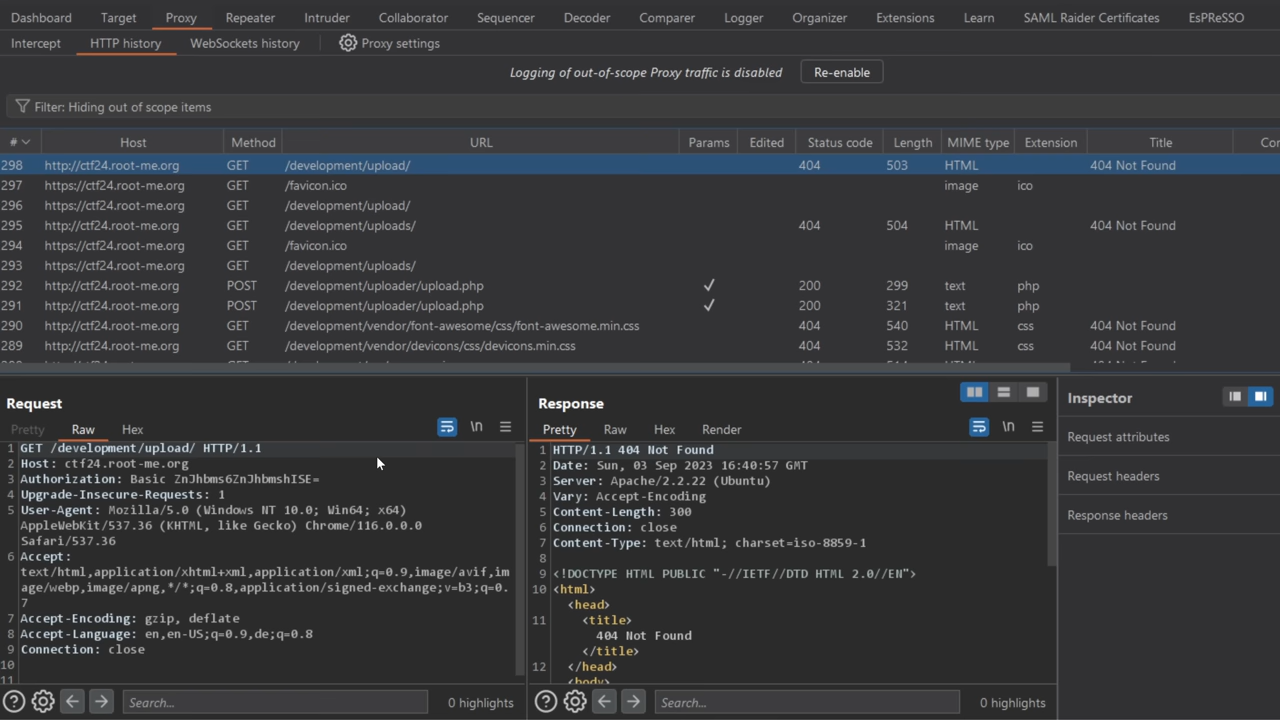 Dashboard Target Proxy Repeater Intruder Collaborator Sequencer Decoder Comparer Logger Organizer Extensions Learn SAML Raider Certificates EsPReSSO
Intercept HTTP history WebSockets history Proxy settings
Logging of out-of-scope Proxy traffic is disabled Re-enable
Filter: Hiding out of scope items
# Host Method URL Params Edited Status code Length MIME type Extension Title Co
298 http://ctf24.root-me.org GET /development/upload/ 404 503 HTML 404 Not Found
297 https://ctf24.root-me.org GET /favicon.ico image ico
296 https://ctf24.root-me.org GET /development/upload/
295 http://ctf24.root-me.org GET /development/uploads/ 404 504 HTML 404 Not Found
294 https://ctf24.root-me.org GET /favicon.ico image ico
293 https://ctf24.root-me.org GET /development/uploads/
292 http://ctf24.root-me.org POST /development/uploader/upload.php ✓ 200 299 text php
291 http://ctf24.root-me.org POST /development/uploader/upload.php ✓ 200 321 text php
290 http://ctf24.root-me.org GET /development/vendor/font-awesome/css/font-awesome.min.css 404 540 HTML css 404 Not Found
289 http://ctf24.root-me.org GET /development/vendor/devicons/css/devicons.min.css 404 532 HTML css 404 Not Found
Request
Pretty Raw Hex \n
1 GET /development/upload/ HTTP/1.1
2 Host: ctf24.root-me.org
3 Authorization: Basic ZnJhbms6ZnJhbmshISE=
4 Upgrade-Insecure-Requests: 1
5 User-Agent: Mozilla/5.0 (Windows NT 10.0; Win64; x64)
AppleWebKit/537.36 (KHTML, like Gecko) Chrome/116.0.0.0
Safari/537.36
6 Accept:
text/html,application/xhtml+xml,application/xml;q=0.9,image/avif,im
age/webp,image/apng,*/*;q=0.8,application/signed-exchange;v=b3;q=0.
7
7 Accept-Encoding: gzip, deflate
8 Accept-Language: en,en-US;q=0.9,de;q=0.8
9 Connection: close
10
11
Search... 0 highlights
Response
Pretty Raw Hex Render \n
1 HTTP/1.1 404 Not Found
2 Date: Sun, 03 Sep 2023 16:40:57 GMT
3 Server: Apache/2.2.22 (Ubuntu)
4 Vary: Accept-Encoding
5 Content-Length: 300
6 Connection: close
7 Content-Type: text/html; charset=iso-8859-1
8
9 <!DOCTYPE HTML PUBLIC "-//IETF//DTD HTML 2.0//EN">
10 <html>
<head>
11 <title>
404 Not Found
</title>
12 </head>
<body>
Search... 0 highlights
Inspector
Request attributes
Request headers
Response headers